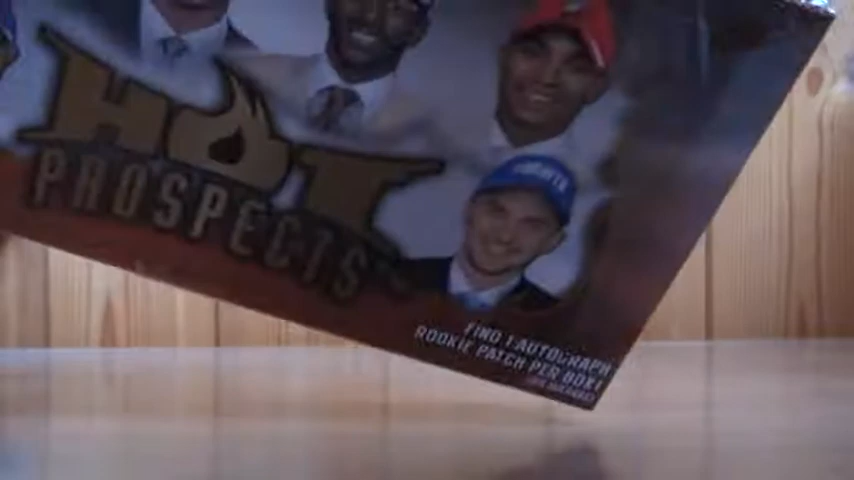 HOT
PROSPECTS
FIND 1 AUTOGRAPH
ROOKIE PATCH PER BOX!